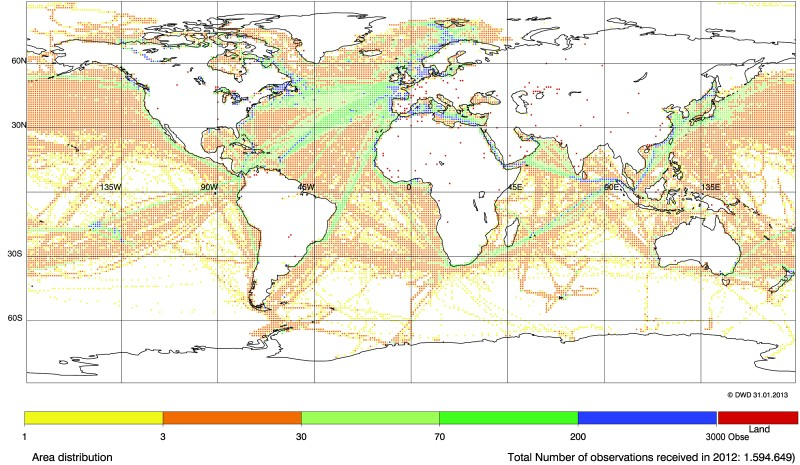 60N
30N
135W 90W 46W 0 45E 90E 135E
30S
60S
© DWD 31.01.2013
Land
1 3 30 70 200 3000 Obse
Area distribution Total Number of observations received in 2012: 1.594.649)